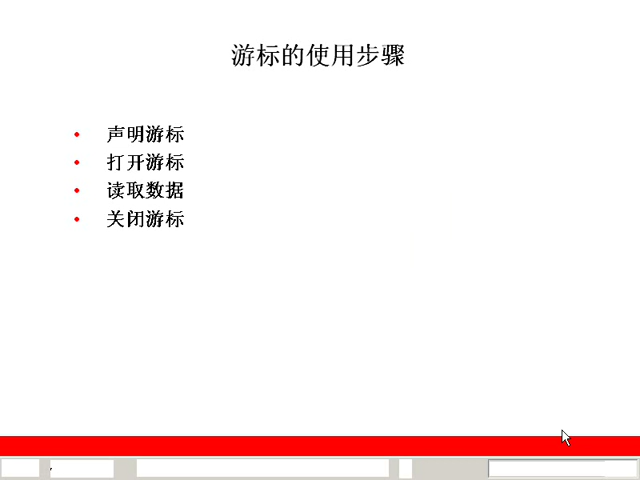 游标的使用步骤
声明游标
打开游标
读取数据
关闭游标